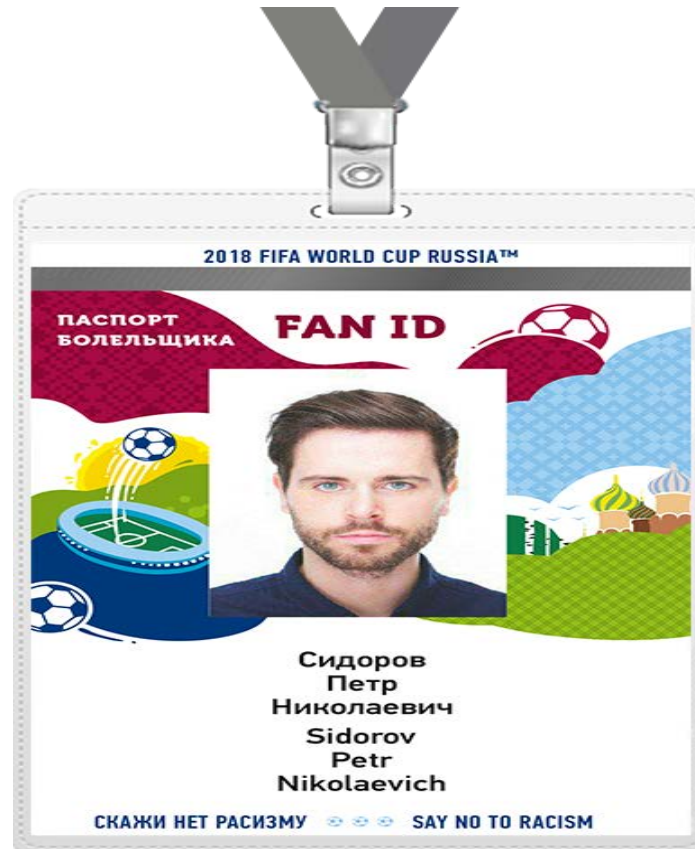 2018 FIFA WORLD CUP RUSSIA™
ПАСПОРТ
БОЛЕЛЬЩИКА
FAN ID
Сидоров
Петр
Николаевич
Sidorov
Petr
Nikolaevich
СКАЖИ НЕТ РАСИЗМУ SAY NO TO RACISM